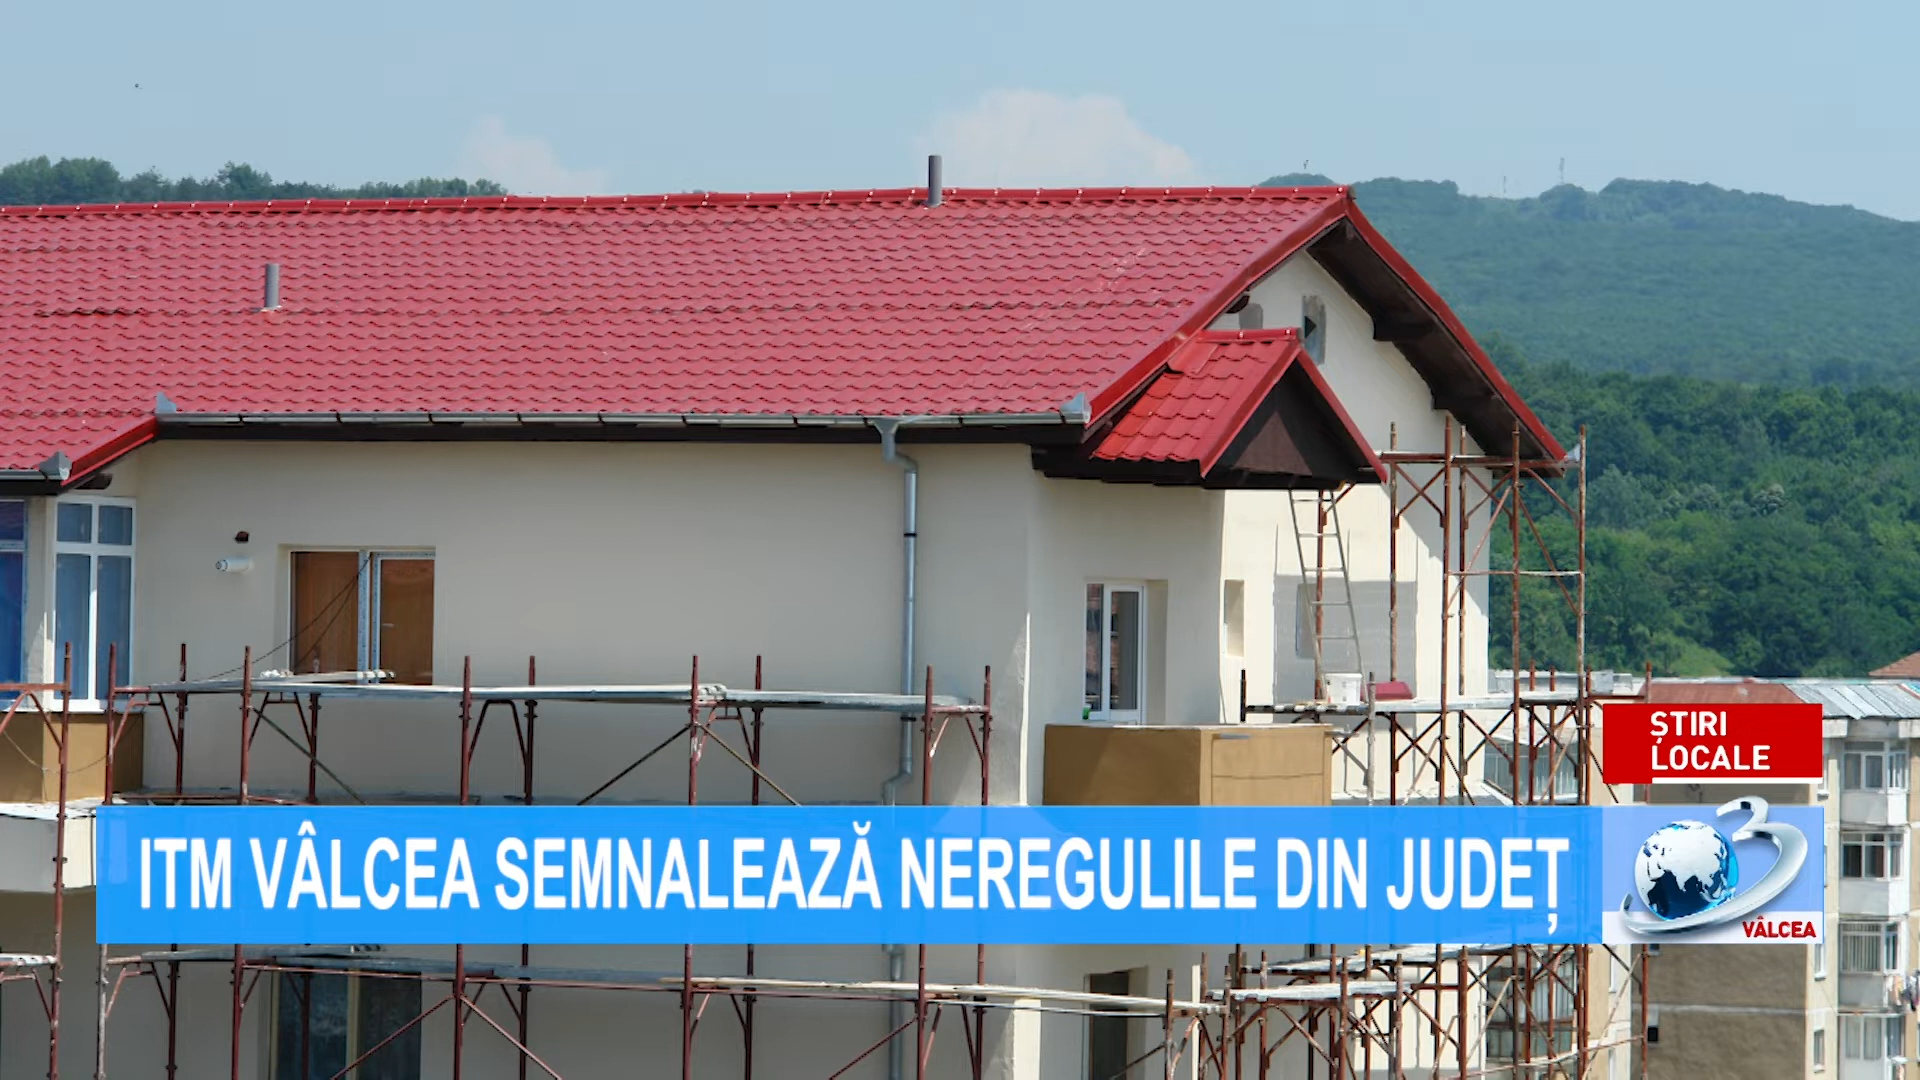 ȘTIRI
LOCALE
ITM VÂLCEA SEMNALEAZĂ NEREGULILE DIN JUDEȚ
3
VÂLCEA